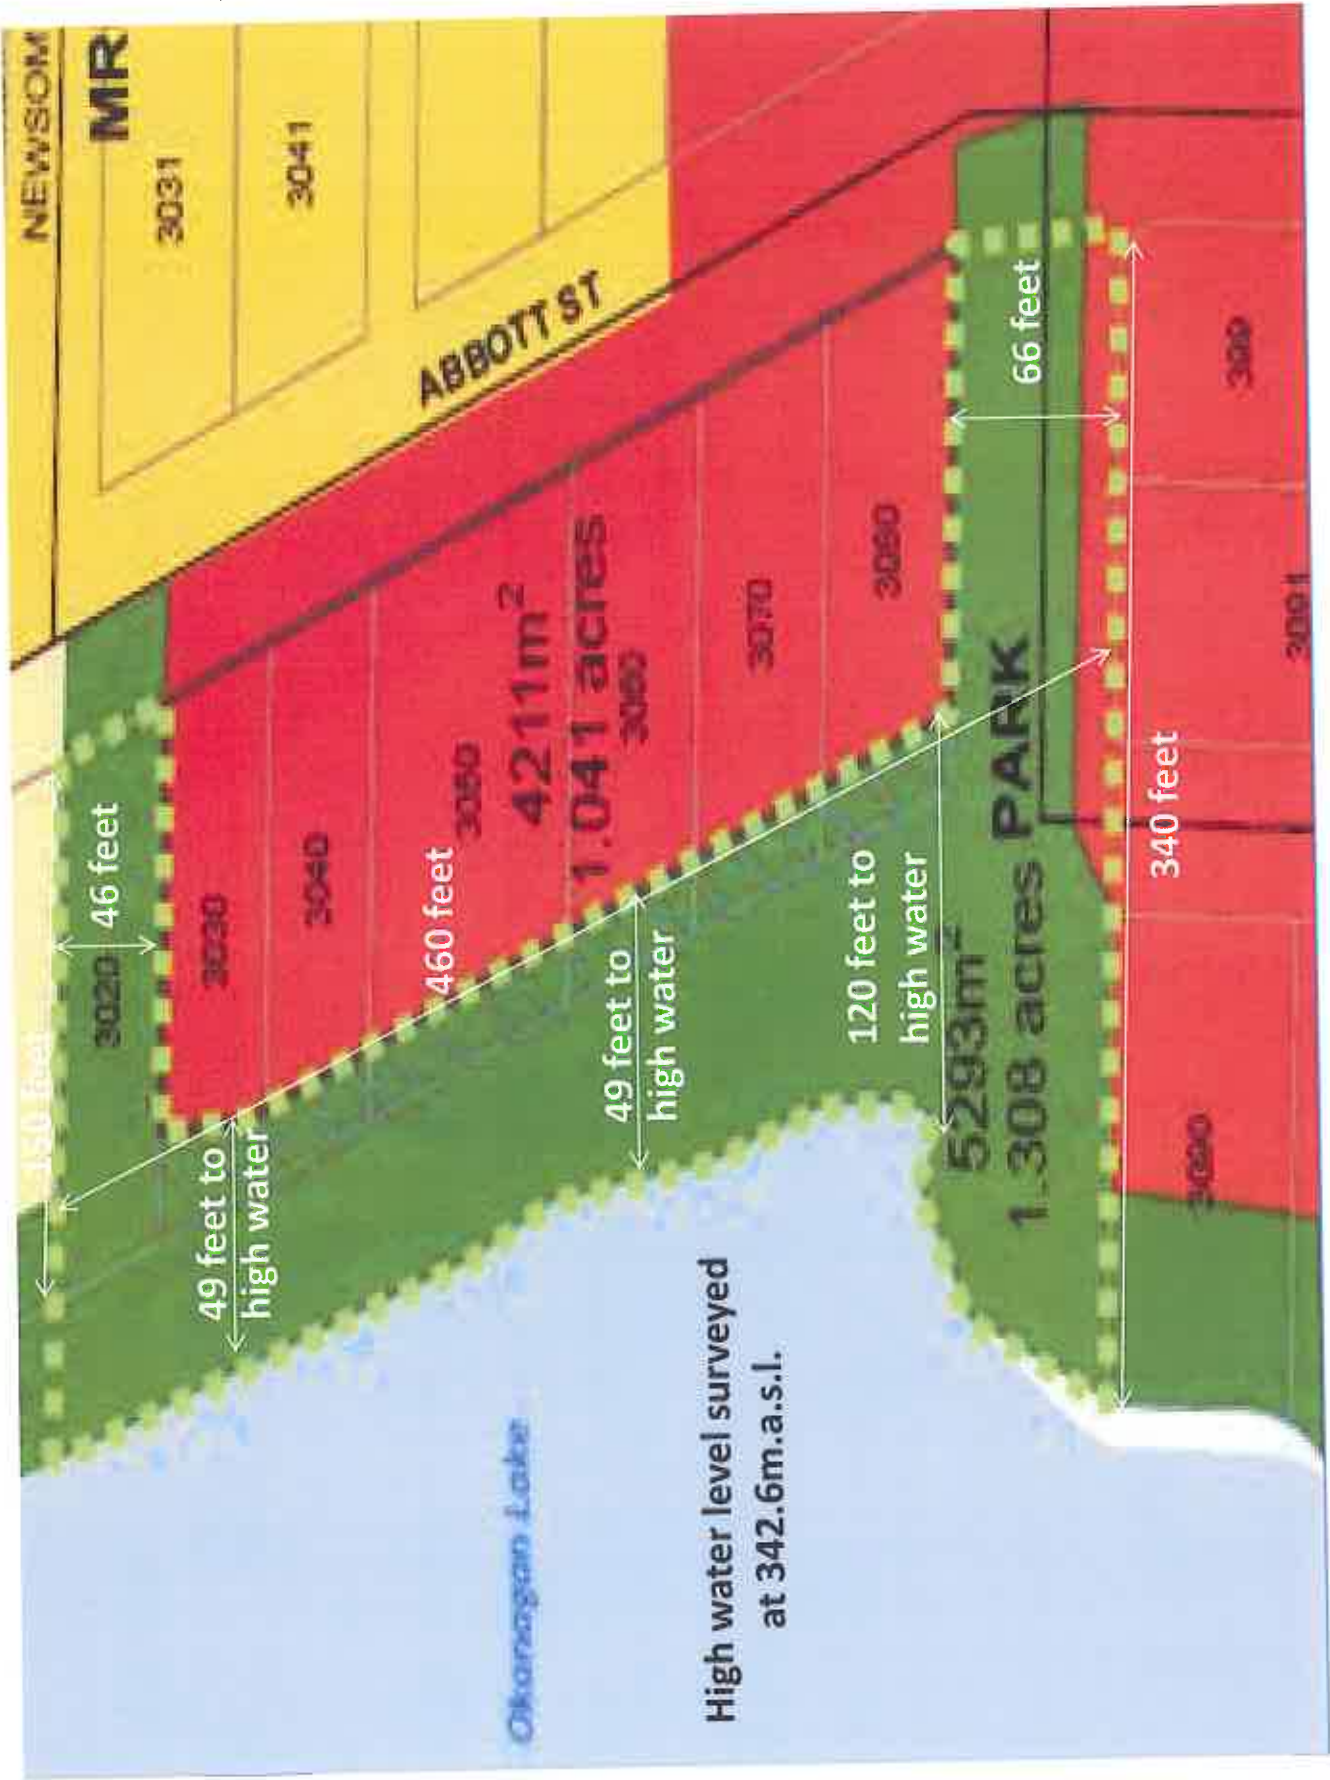 NEWSOM
MR
3031
3041
ABBOTT ST
46 feet
3020
3030
3040
3050
4211m²
1.041 acres
3060
3070
3080
66 feet
460 feet
49 feet to
high water
49 feet to
high water
120 feet to
high water
5293m²
1.308 acres PARK
340 feet
3090
3091
Okanagan Lake
High water level surveyed
at 342.6m.a.s.l.